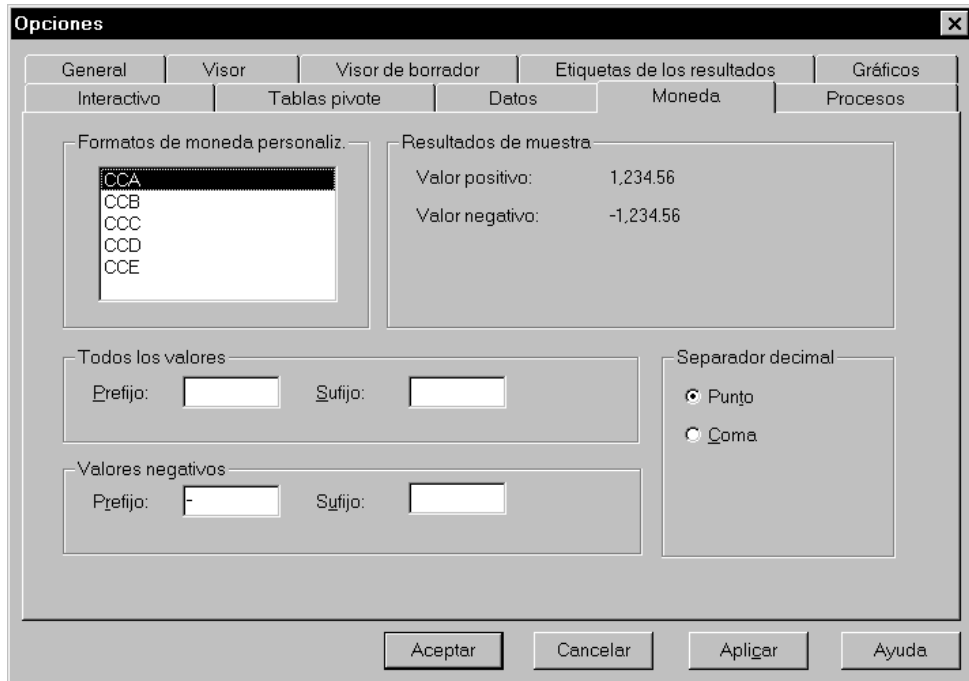 Opciones
General Visor Visor de borrador Etiquetas de los resultados Gráficos
Interactivo Tablas pivote Datos Moneda Procesos
Formatos de moneda personaliz.
CCA
CCB
CCC
CCD
CCE
Resultados de muestra
Valor positivo: 1,234.56
Valor negativo: -1,234.56
Todos los valores
Prefijo: Sufijo:
Valores negativos
Prefijo: - Sufijo:
Separador decimal
Punto
Coma
Aceptar Cancelar Aplicar Ayuda